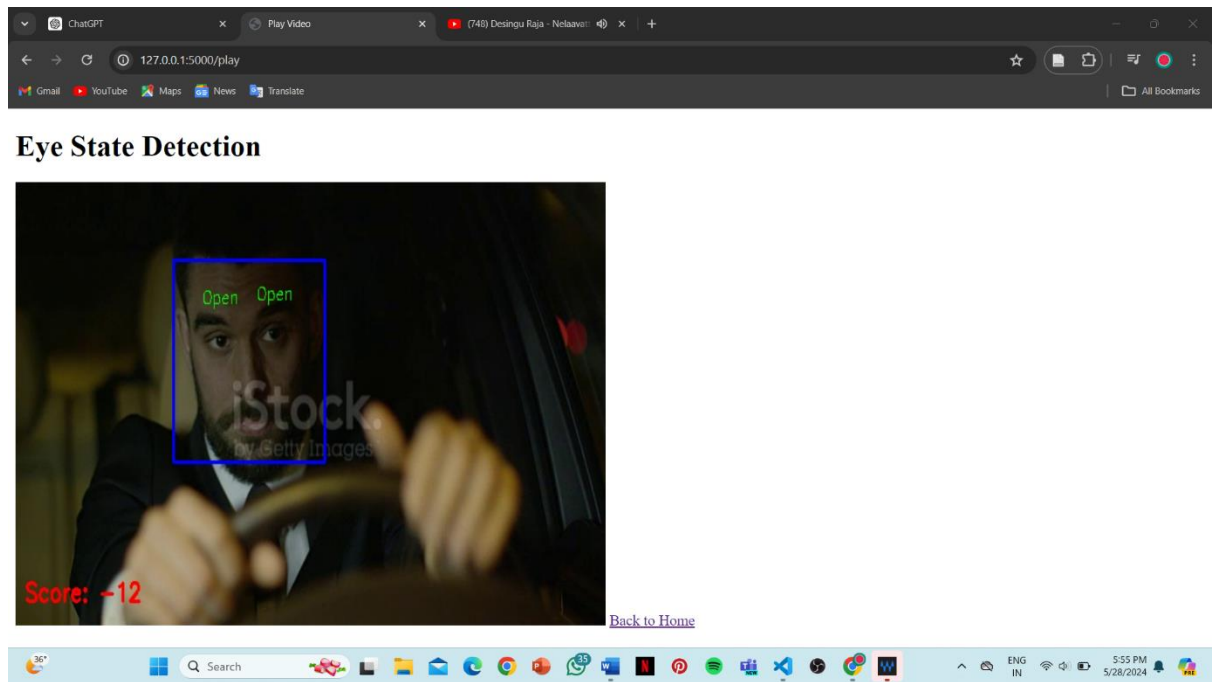 ChatGPT
Play Video
(748) Desingu Raja - Nelaavat
127.0.0.1:5000/play
Gmail
YouTube
Maps
News
Translate
All Bookmarks
Eye State Detection
Open Open
iStock.
by Getty Images
Score: -12
Back to Home
36°
Search
35
ENG
IN
5:55 PM
5/28/2024